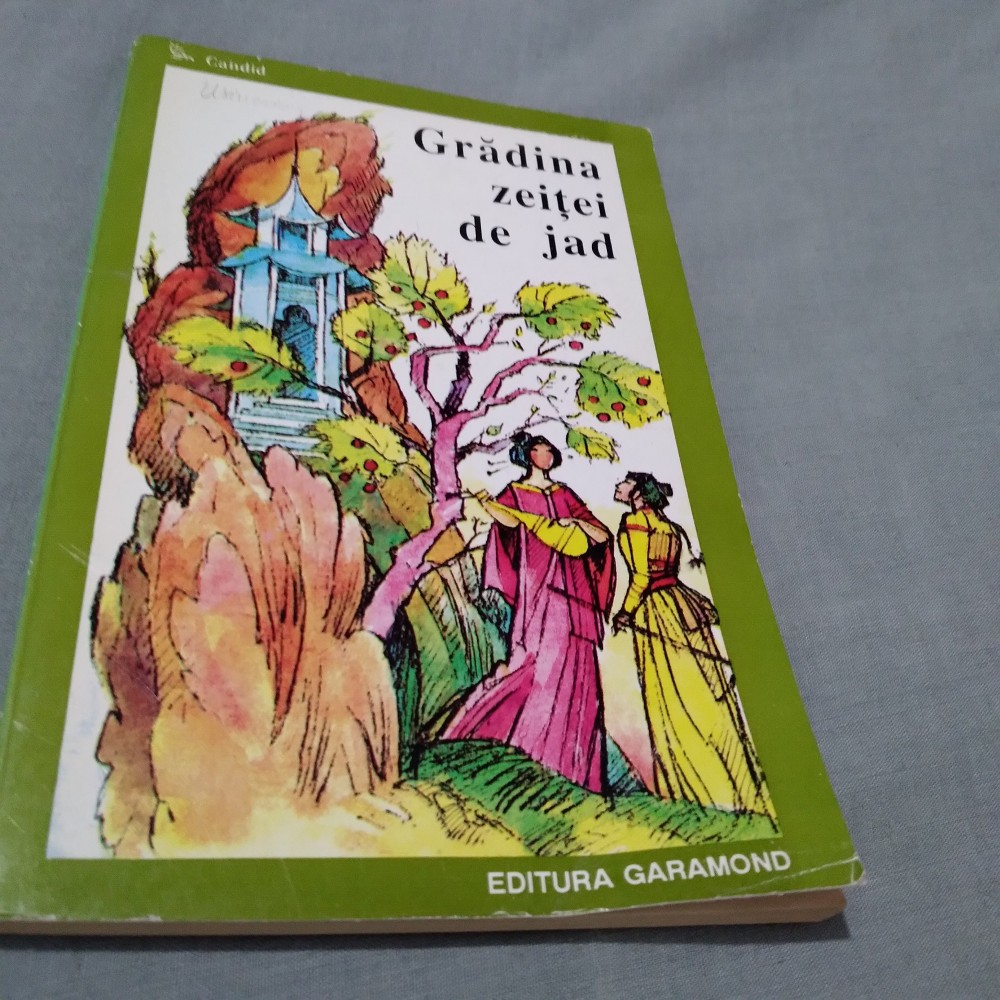 Candid
Grădina
zeiței
de jad
EDITURA GARAMOND